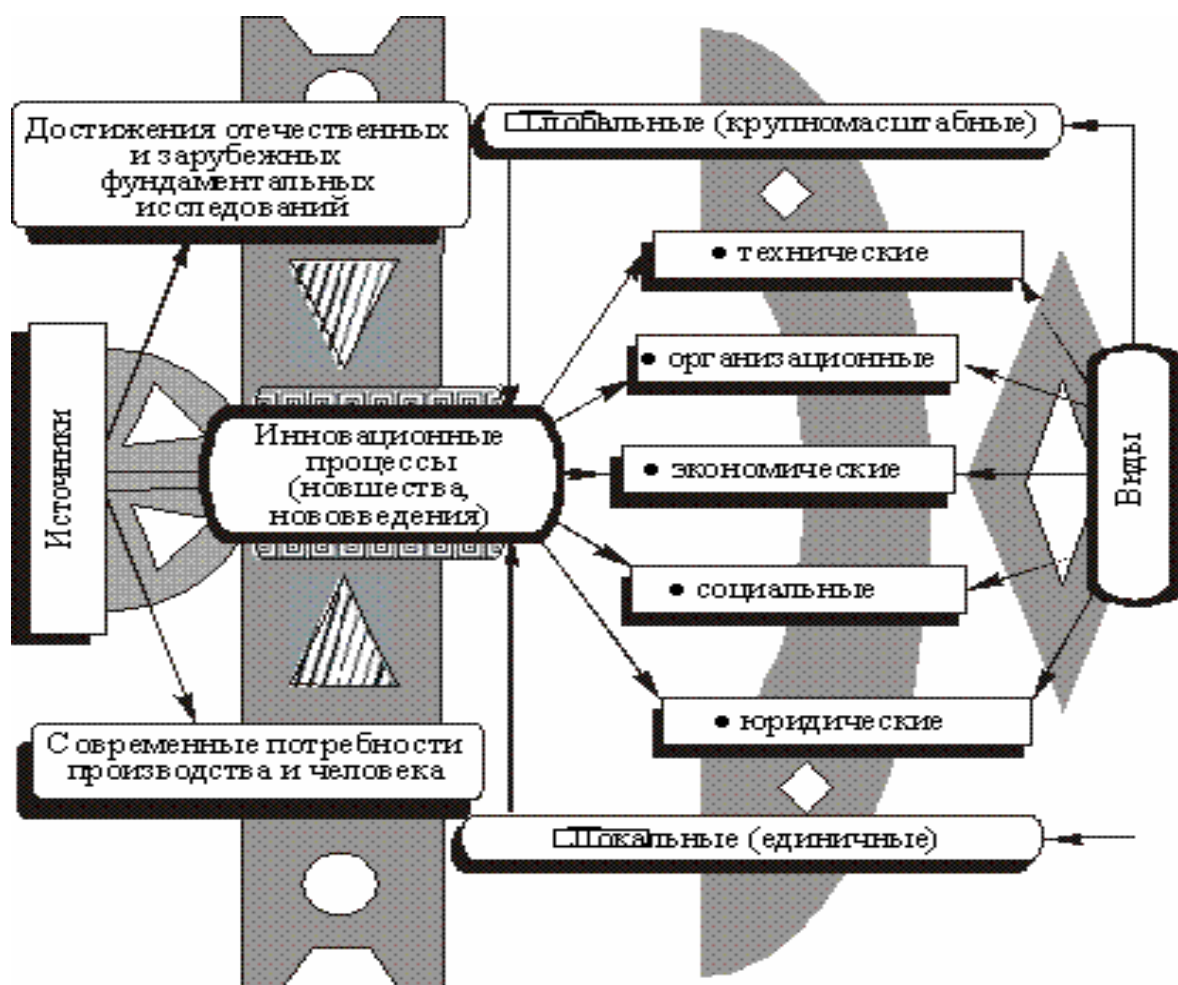 Достижения отечественных
и зарубежных
фундаментальных
исследований
Глобальные (крупномасштабные)
• технические
• организационные
• экономические
• социальные
• юридические
Источники
Инновационные
процессы
(новшества,
нововведения)
Виды
Современные потребности
производства и человека
Локальные (единичные)